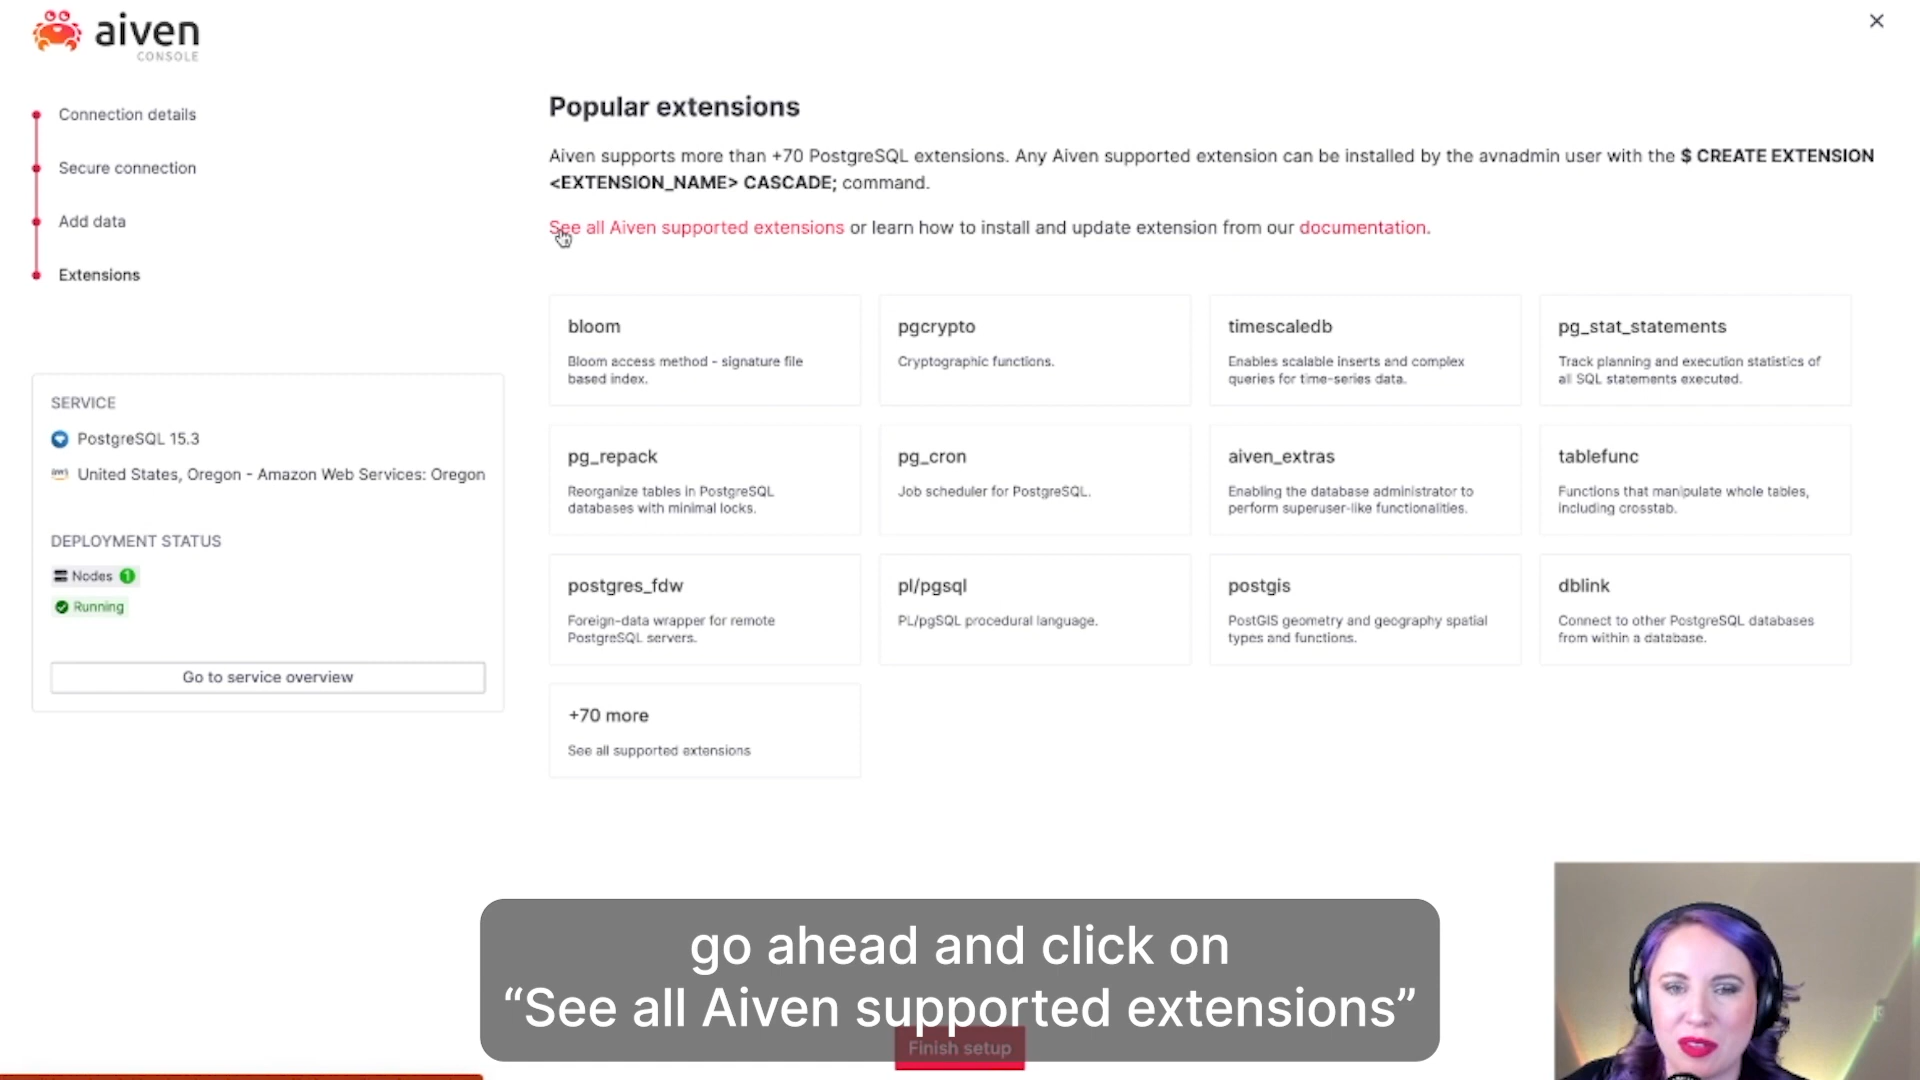 aiven
CONSOLE
Connection details
Secure connection
Add data
Extensions
SERVICE
PostgreSQL 15.3
aws United States, Oregon - Amazon Web Services: Oregon
DEPLOYMENT STATUS
Nodes 1
Running
Go to service overview
Popular extensions
Aiven supports more than +70 PostgreSQL extensions. Any Aiven supported extension can be installed by the avnadmin user with the $ CREATE EXTENSION
<EXTENSION_NAME> CASCADE; command.
See all Aiven supported extensions or learn how to install and update extension from our documentation.
bloom
Bloom access method - signature file
based index.
pgcrypto
Cryptographic functions.
timescaledb
Enables scalable inserts and complex
queries for time-series data.
pg_stat_statements
Track planning and execution statistics of
all SQL statements executed.
pg_repack
Reorganize tables in PostgreSQL
databases with minimal locks.
pg_cron
Job scheduler for PostgreSQL.
aiven_extras
Enabling the database administrator to
perform superuser-like functionalities.
tablefunc
Functions that manipulate whole tables,
including crosstab.
postgres_fdw
Foreign-data wrapper for remote
PostgreSQL servers.
pl/pgsql
PL/pgSQL procedural language.
postgis
PostGIS geometry and geography spatial
types and functions.
dblink
Connect to other PostgreSQL databases
from within a database.
+70 more
See all supported extensions
go ahead and click on
“See all Aiven supported extensions”
Finish setup